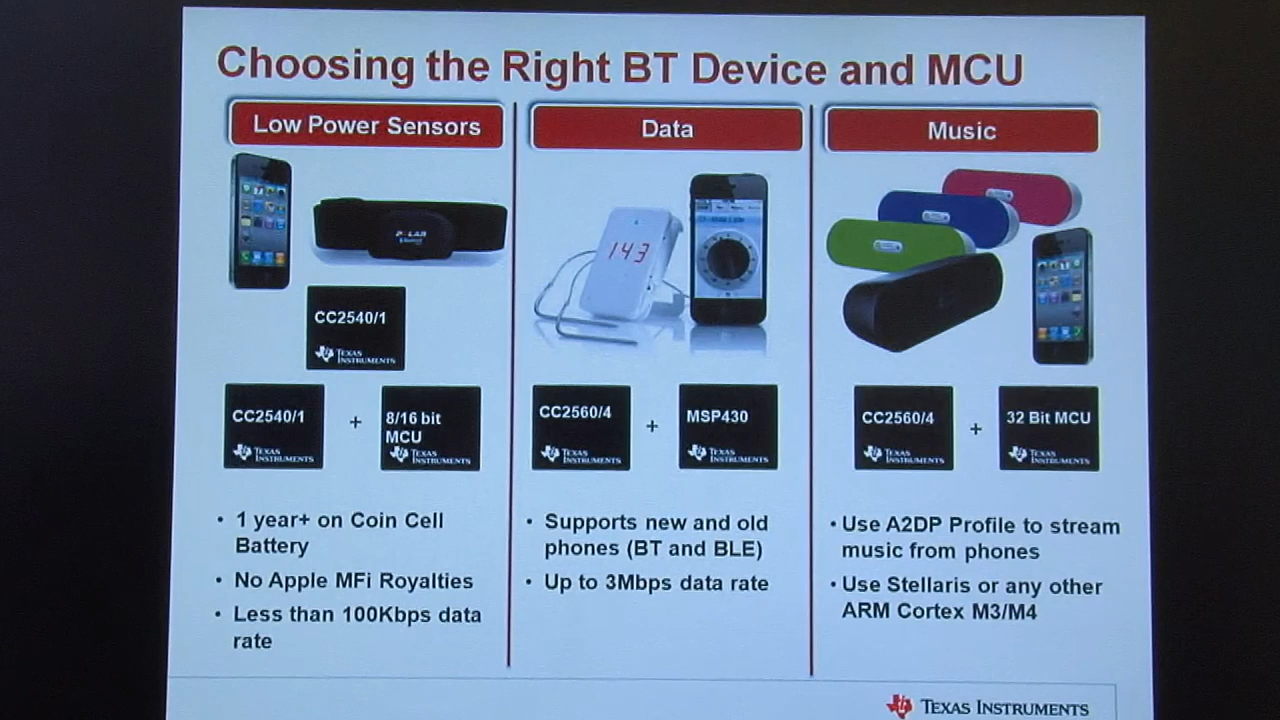 Choosing the Right BT Device and MCU
Low Power Sensors
POLAR
CC2540/1
TEXAS INSTRUMENTS
CC2540/1
TEXAS INSTRUMENTS
+
8/16 bit
MCU
TEXAS INSTRUMENTS
• 1 year+ on Coin Cell
Battery
• No Apple MFi Royalties
• Less than 100Kbps data
rate
Data
143
CC2560/4
TEXAS INSTRUMENTS
+
MSP430
TEXAS INSTRUMENTS
• Supports new and old
phones (BT and BLE)
• Up to 3Mbps data rate
Music
CC2560/4
TEXAS INSTRUMENTS
+
32 Bit MCU
TEXAS INSTRUMENTS
• Use A2DP Profile to stream
music from phones
• Use Stellaris or any other
ARM Cortex M3/M4
TEXAS INSTRUMENTS